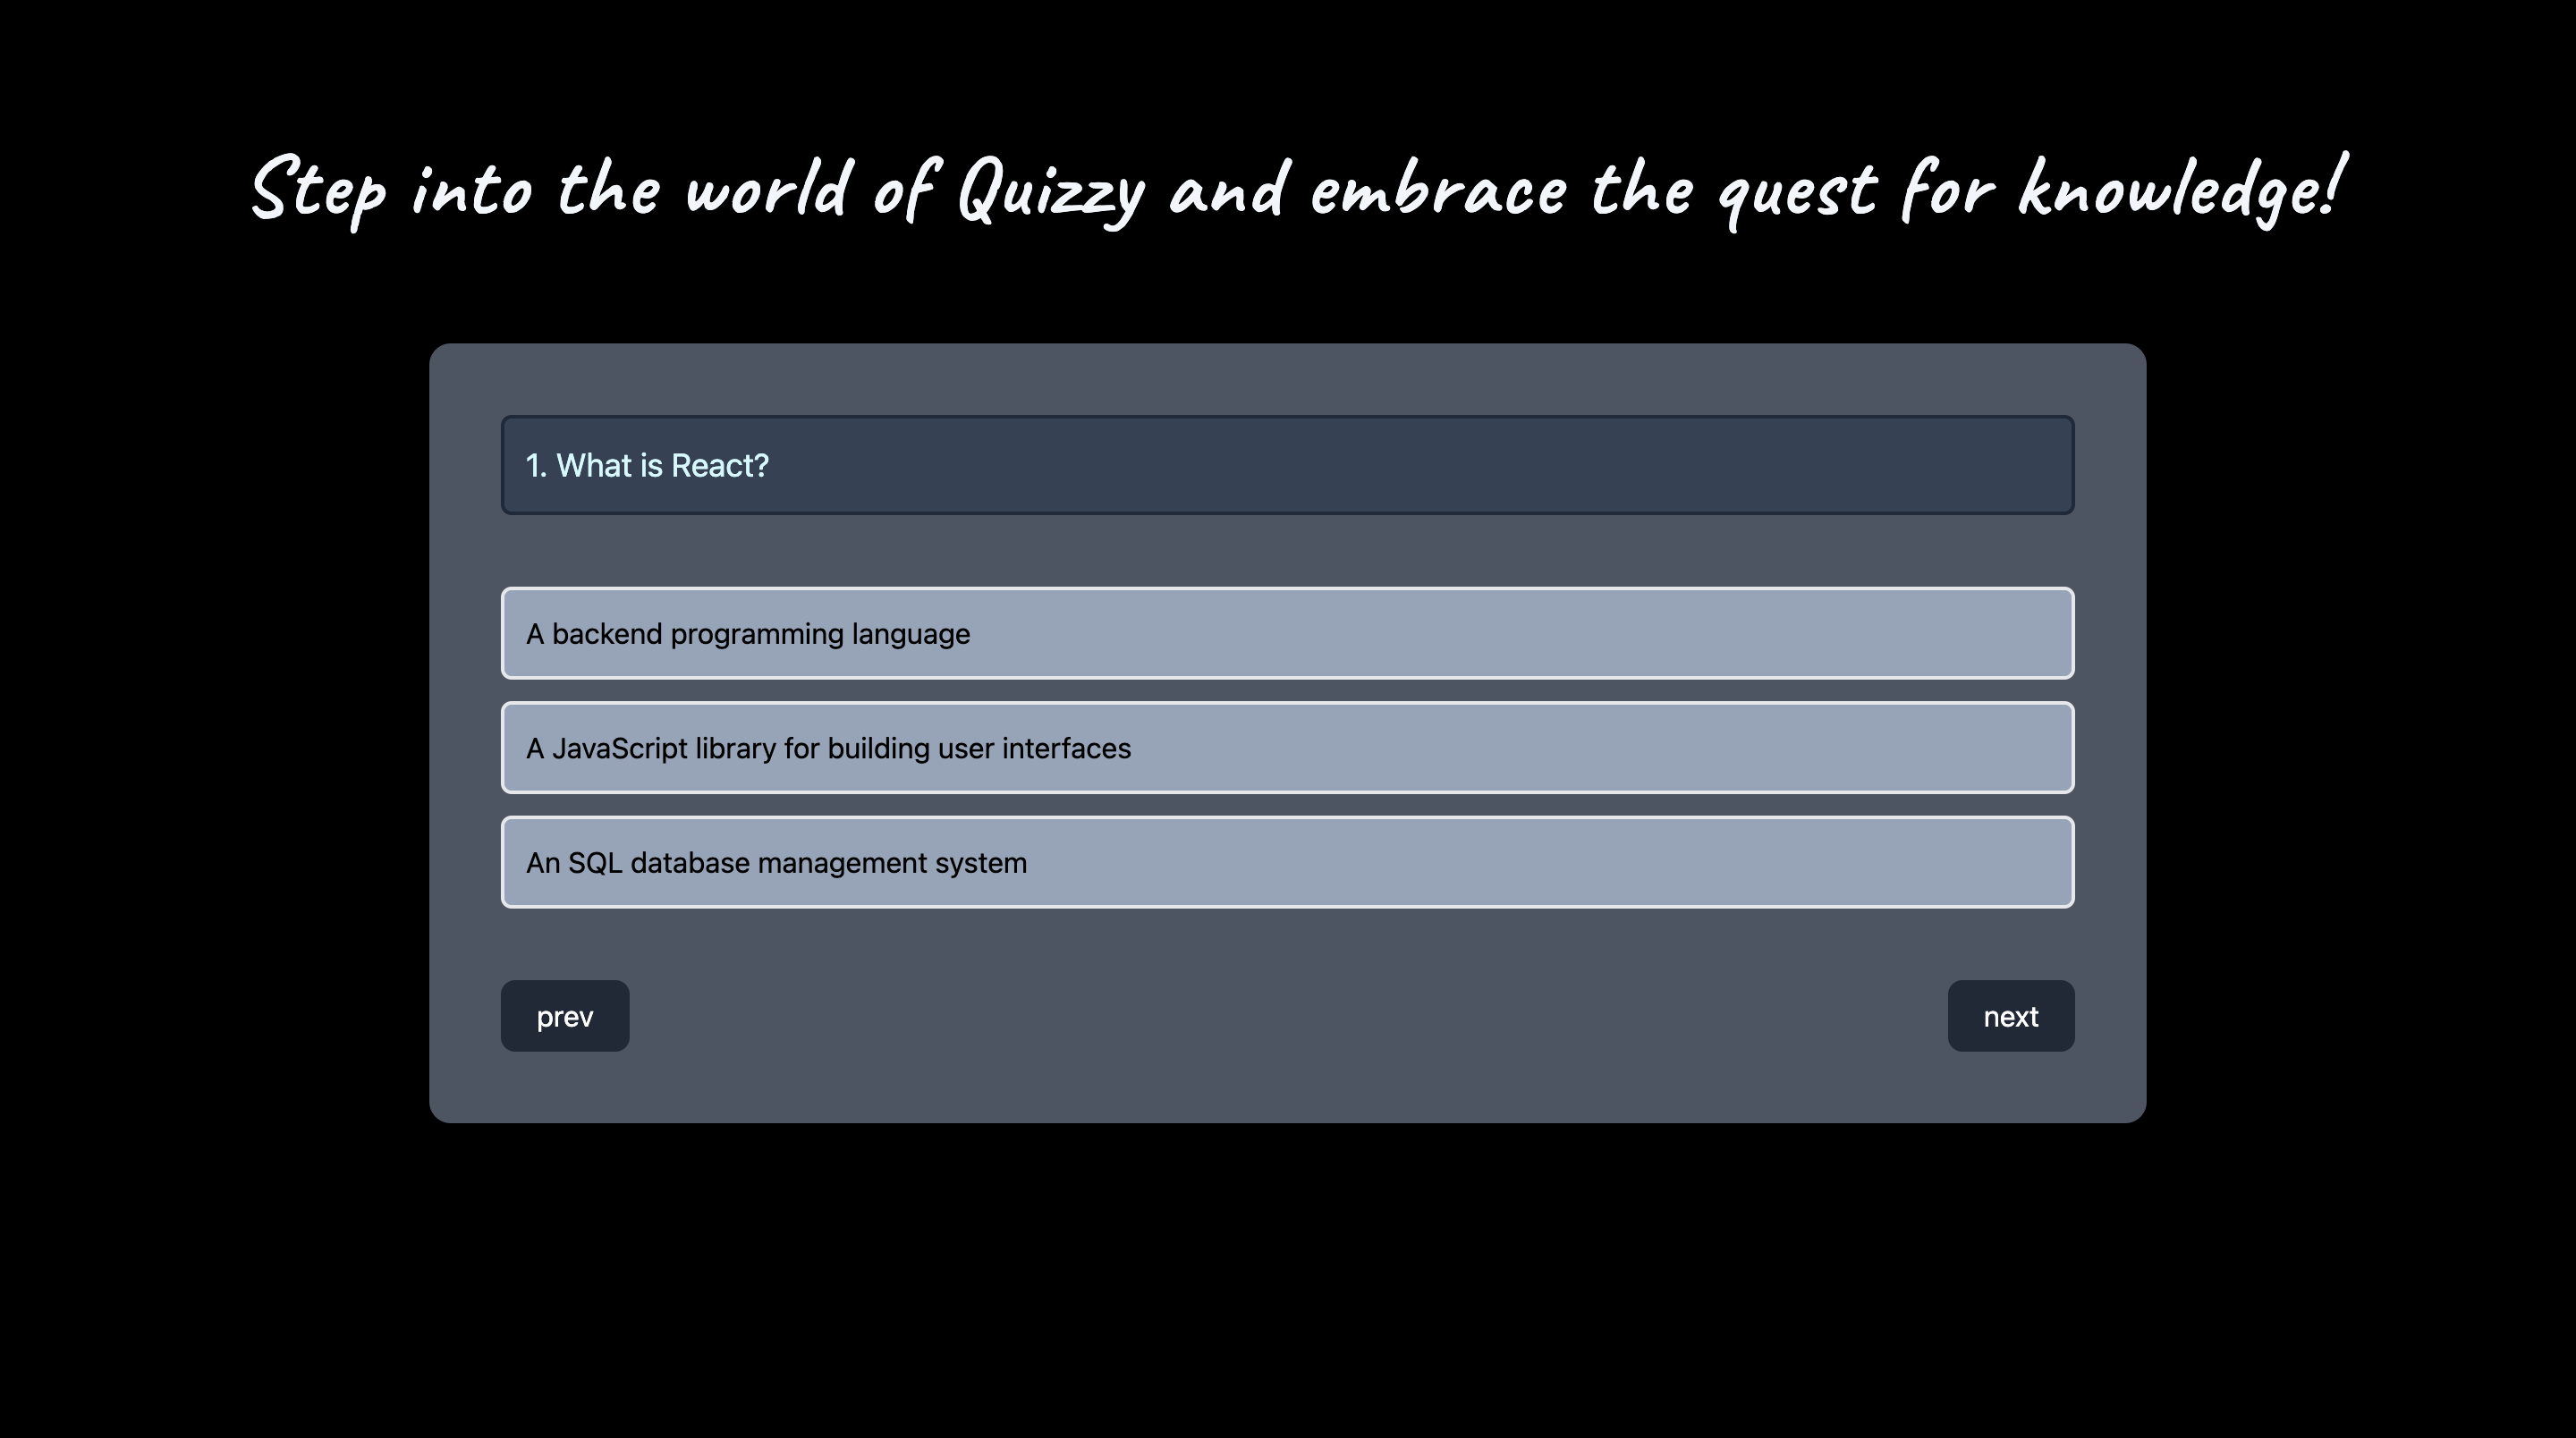 Step into the world of Quizzy and embrace the quest for knowledge!
1. What is React?
A backend programming language
A JavaScript library for building user interfaces
An SQL database management system
prev
next